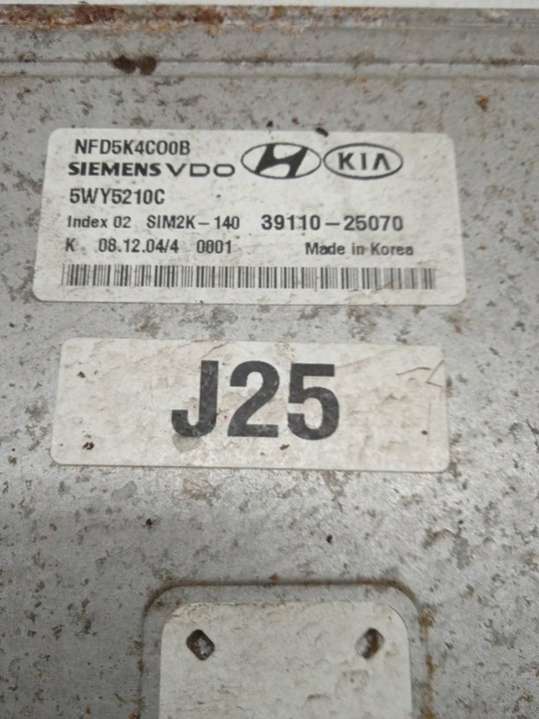 NFD5K4C00B
SIEMENS VDO KIA
5WY5210C
Index 02 SIM2K-140 39110-25070
K 08.12.04/4 0001 Made in Korea
J25